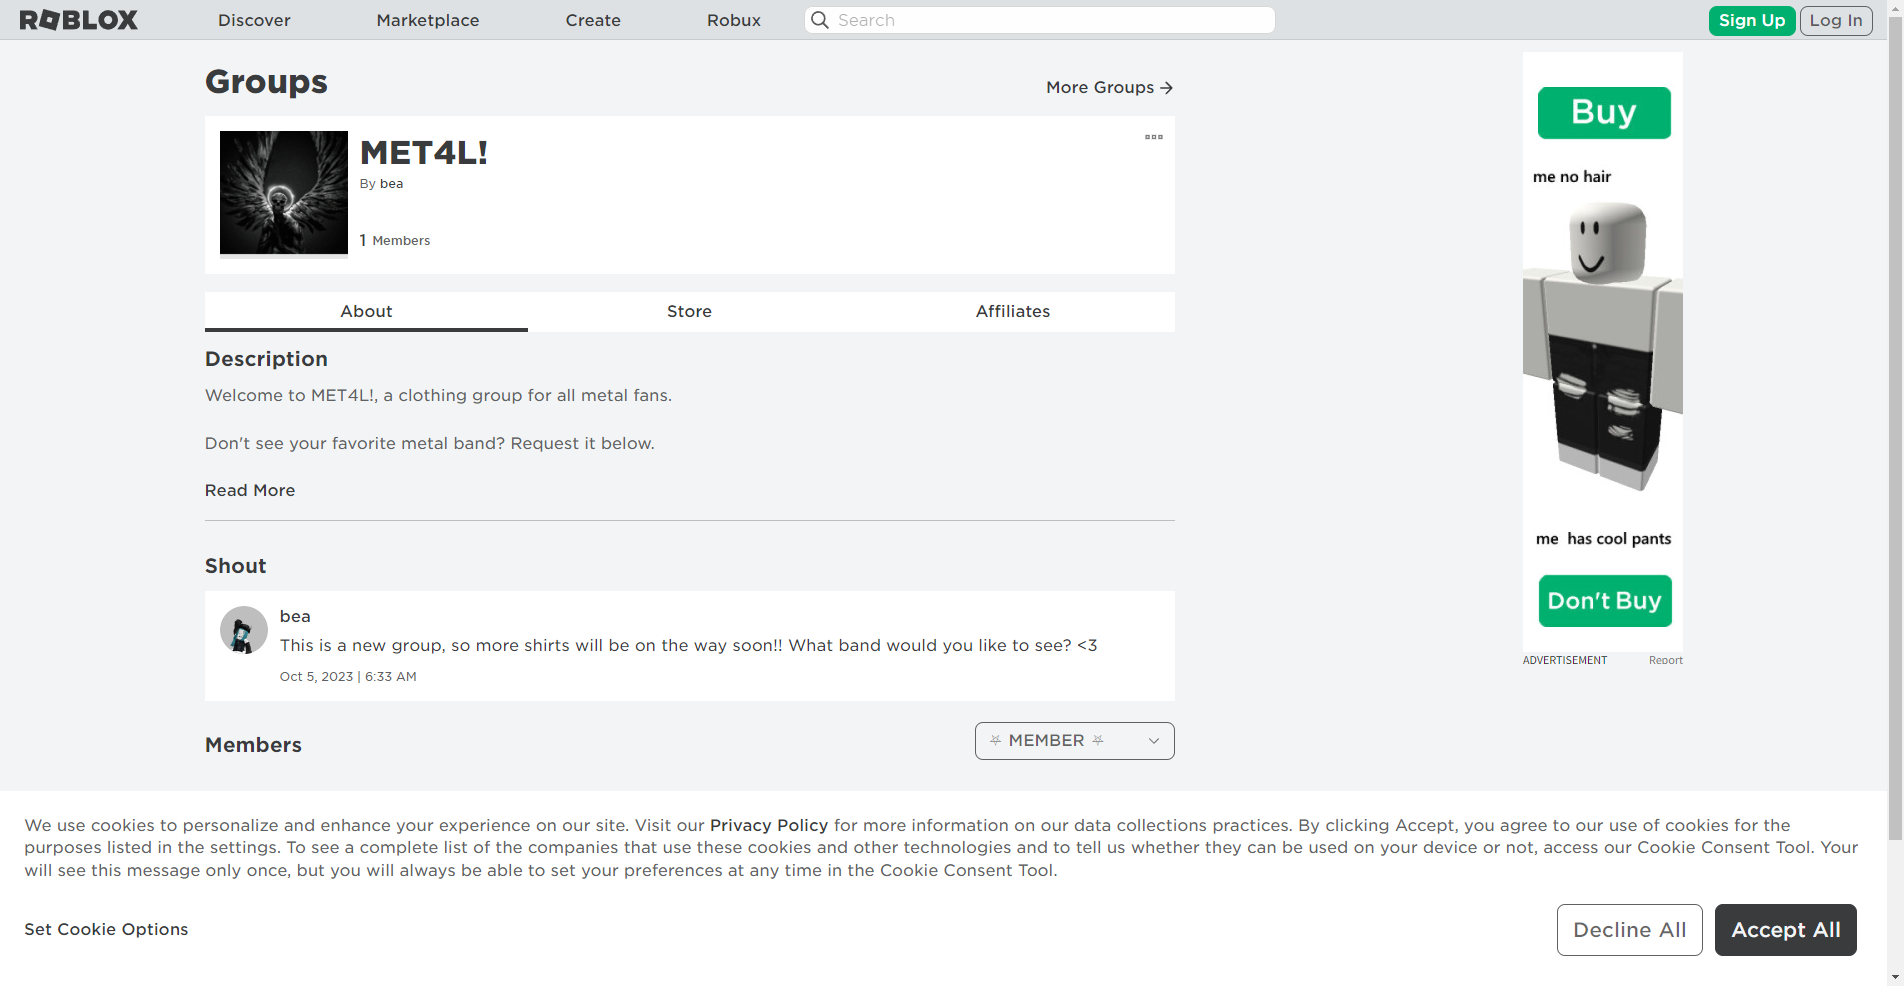 ROBLOX Discover Marketplace Create Robux Search Sign Up Log In
Groups
More Groups →
MET4L!
By bea
1 Members
About Store Affiliates
Description
Welcome to MET4L!, a clothing group for all metal fans.
Don't see your favorite metal band? Request it below.
Read More
Shout
bea
This is a new group, so more shirts will be on the way soon!! What band would you like to see? <3
Oct 5, 2023 | 6:33 AM
Members
⛧ MEMBER ⛧
Buy
me no hair
me has cool pants
Don't Buy
ADVERTISEMENT Report
We use cookies to personalize and enhance your experience on our site. Visit our Privacy Policy for more information on our data collections practices. By clicking Accept, you agree to our use of cookies for the
purposes listed in the settings. To see a complete list of the companies that use these cookies and other technologies and to tell us whether they can be used on your device or not, access our Cookie Consent Tool. Your
will see this message only once, but you will always be able to set your preferences at any time in the Cookie Consent Tool.
Set Cookie Options
Decline All Accept All